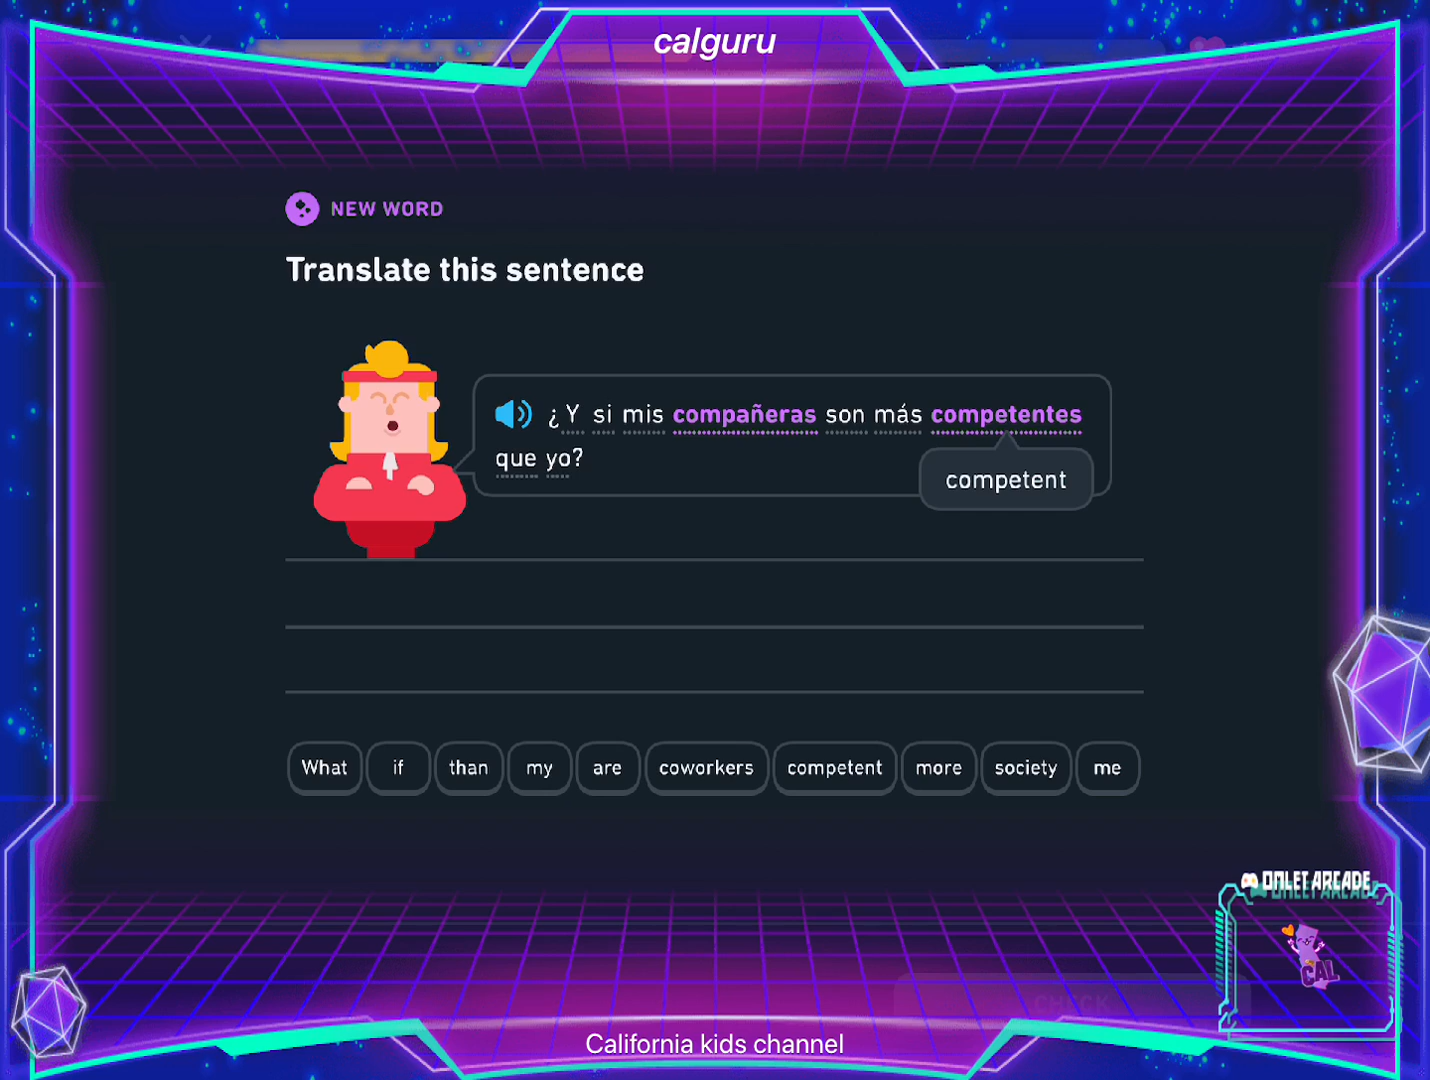 calguru
NEW WORD
Translate this sentence
¿Y si mis compañeras son más competentes
que yo?
competent
What if than my are coworkers competent more society me
CHECK
ONLET ARCADE
CAL
California kids channel